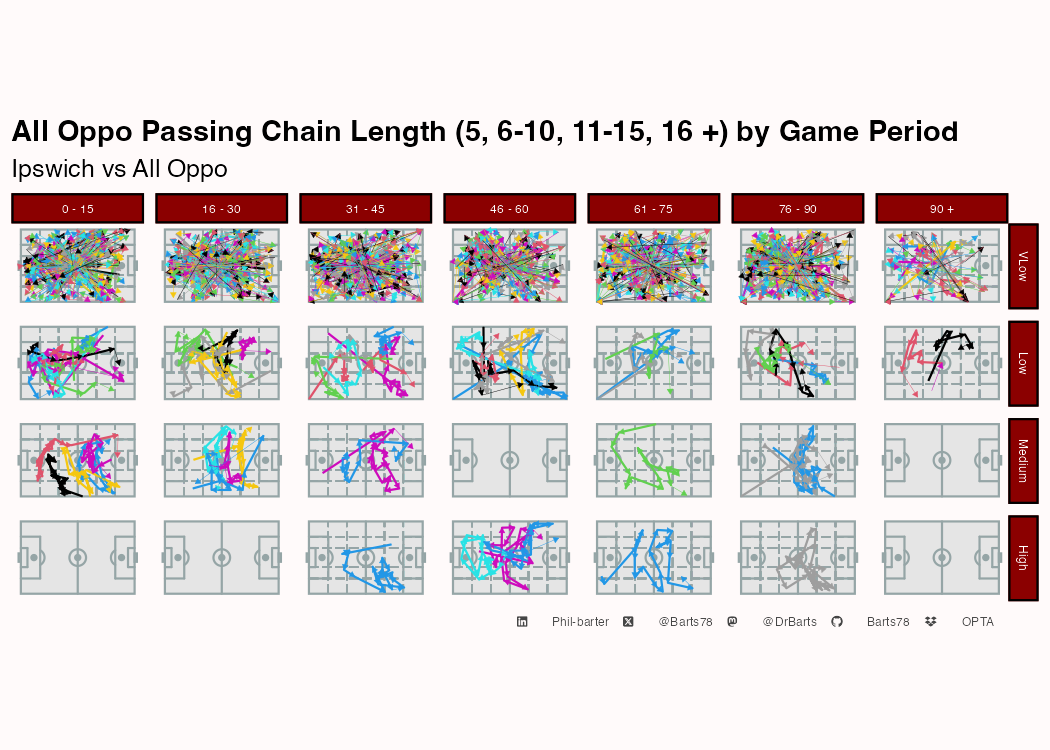 All Oppo Passing Chain Length (5, 6-10, 11-15, 16 +) by Game Period
Ipswich vs All Oppo
0 - 15 16 - 30 31 - 45 46 - 60 61 - 75 76 - 90 90 +
VLow
Low
Medium
High
Phil-barter @Barts78 @DrBarts Barts78 OPTA